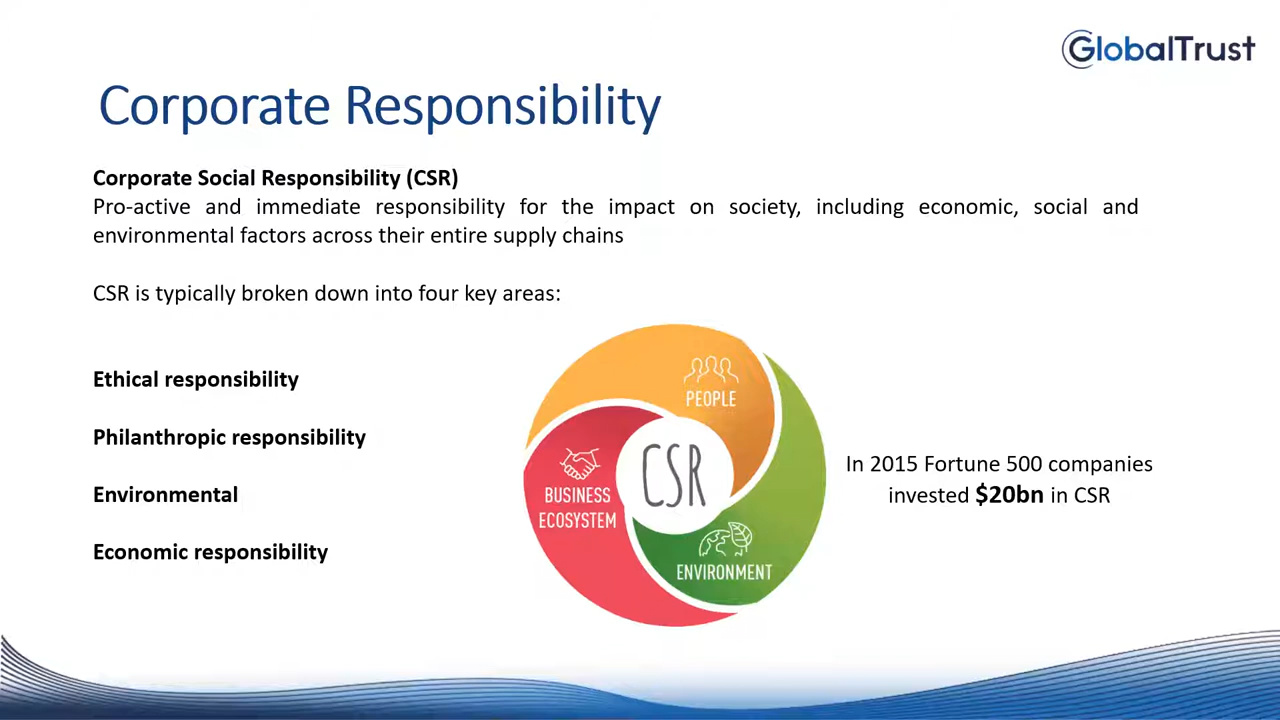 GlobalTrust
Corporate Responsibility
Corporate Social Responsibility (CSR)
Pro-active and immediate responsibility for the impact on society, including economic, social and
environmental factors across their entire supply chains
CSR is typically broken down into four key areas:
Ethical responsibility
Philanthropic responsibility
Environmental
Economic responsibility
PEOPLE
CSR
BUSINESS
ECOSYSTEM
ENVIRONMENT
In 2015 Fortune 500 companies
invested $20bn in CSR